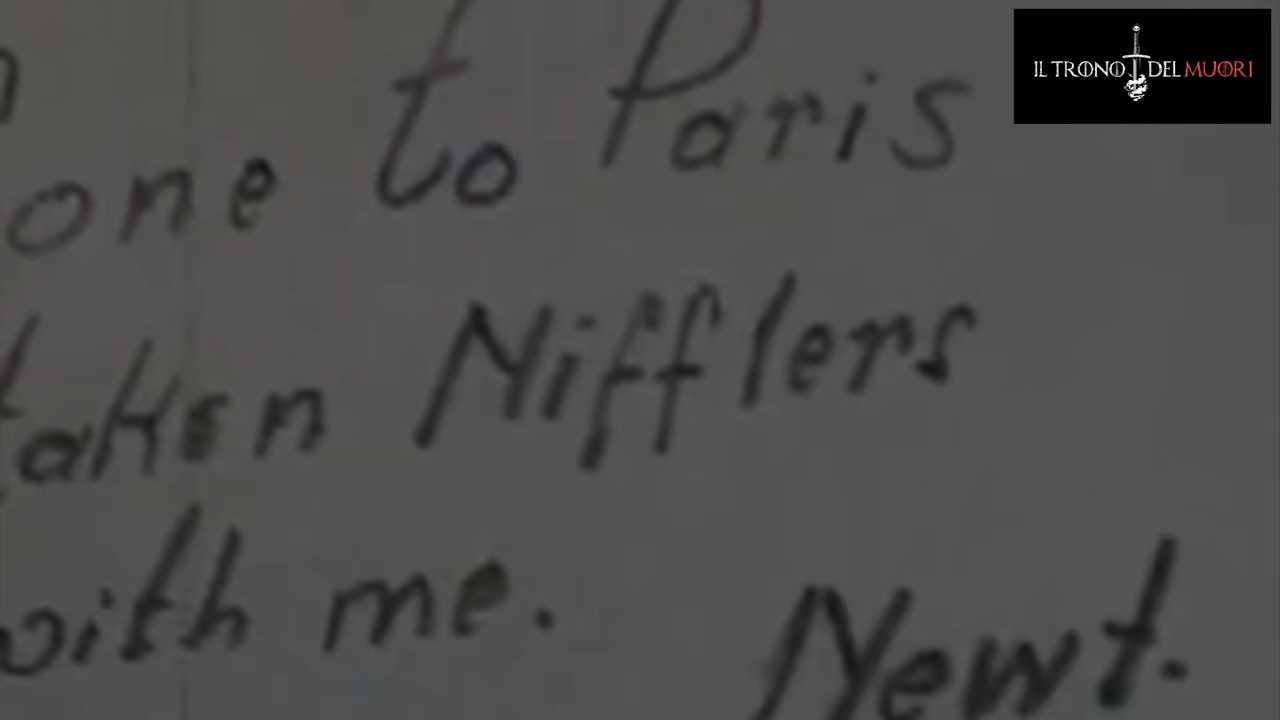 IL TRONO DEL MUORI
one to Paris
taken Nifflers
with me.
Newt.